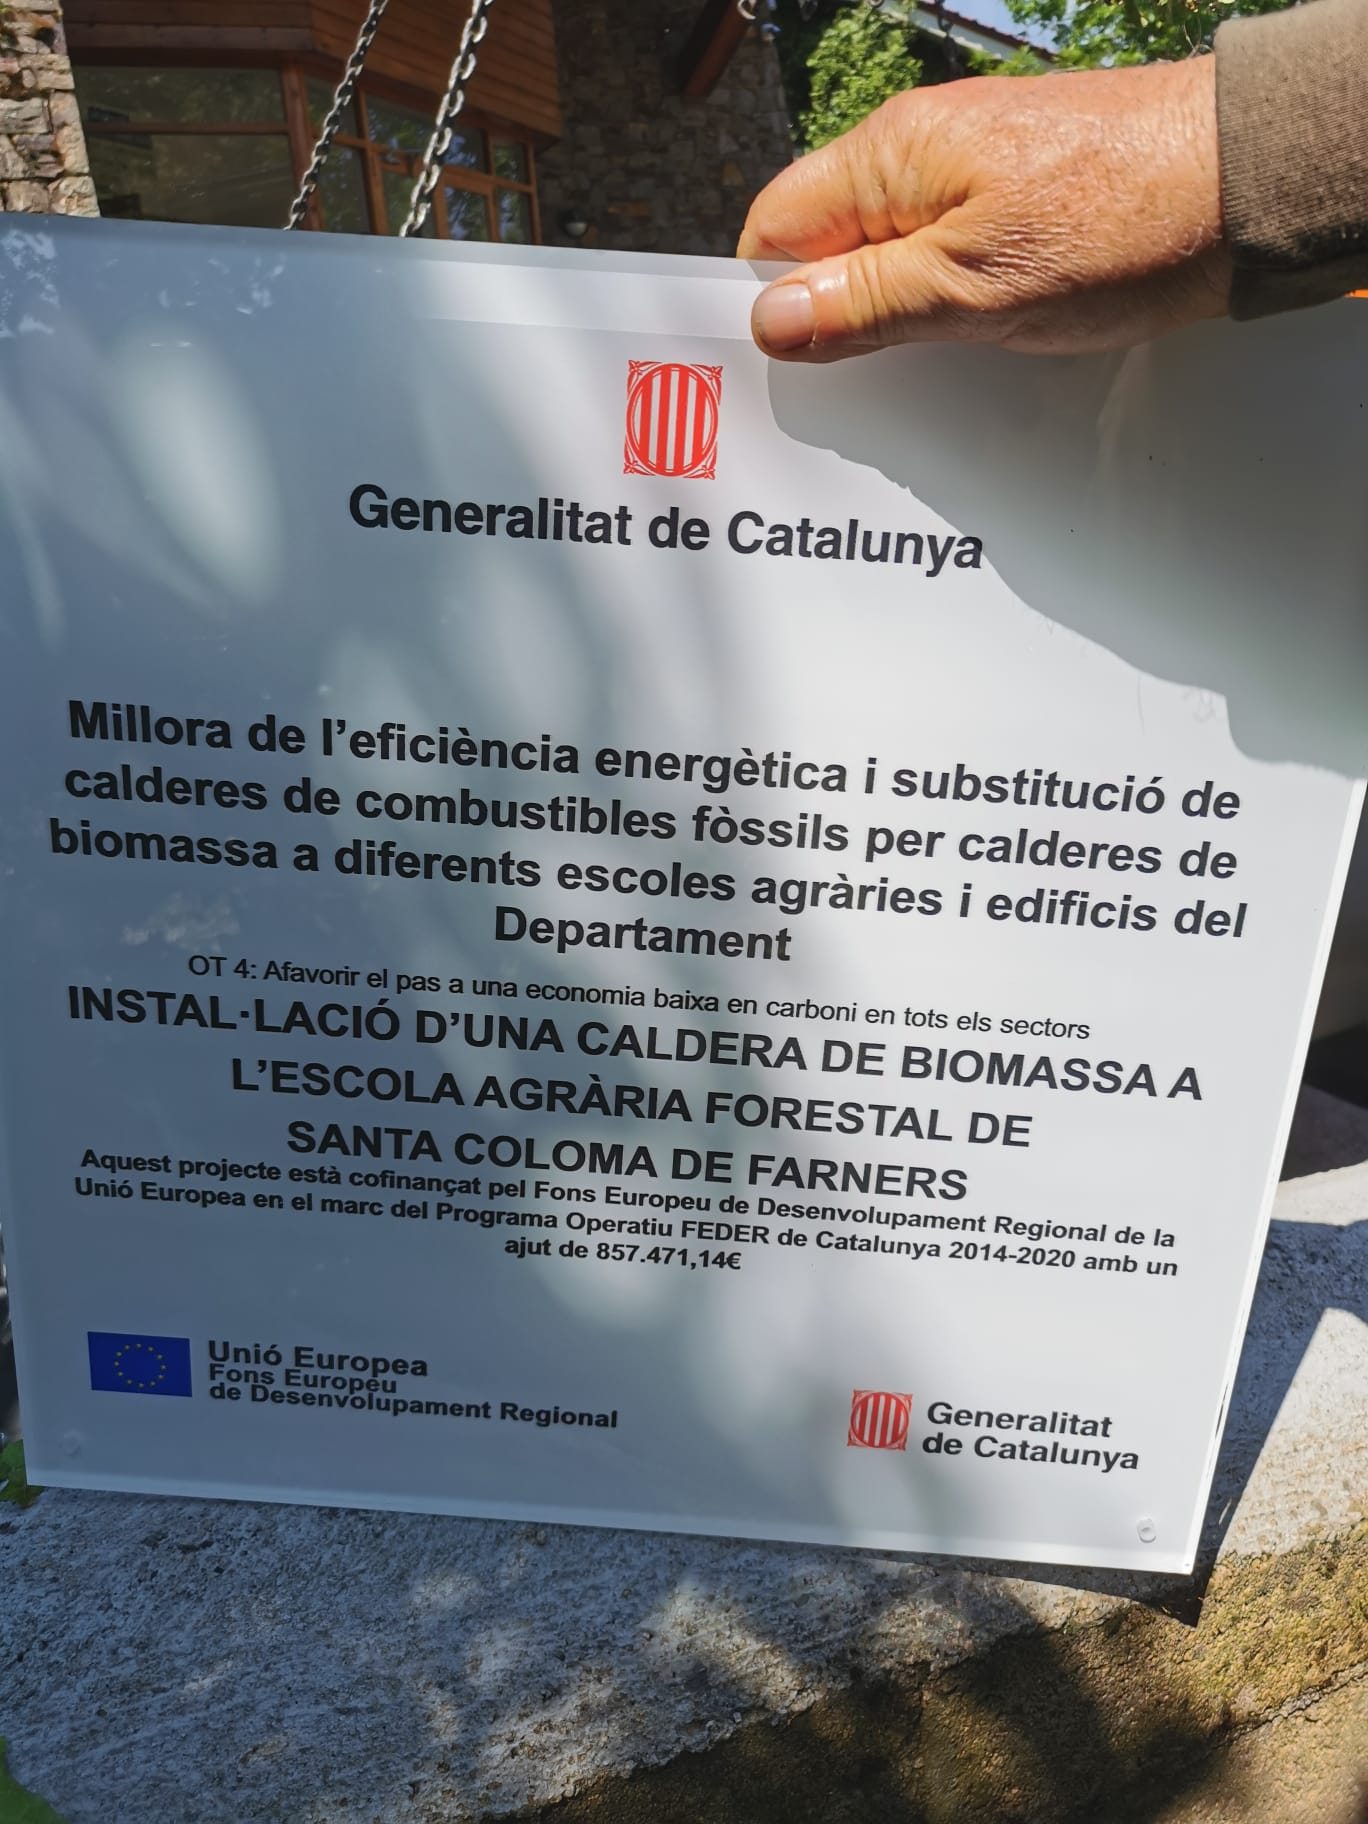 Generalitat de Catalunya
Millora de l’eficiència energètica i substitució de
calderes de combustibles fòssils per calderes de
biomassa a diferents escoles agràries i edificis del
Departament
OT 4: Afavorir el pas a una economia baixa en carboni en tots els sectors
INSTAL·LACIÓ D’UNA CALDERA DE BIOMASSA A
L’ESCOLA AGRÀRIA FORESTAL DE
SANTA COLOMA DE FARNERS
Aquest projecte està cofinançat pel Fons Europeu de Desenvolupament Regional de la
Unió Europea en el marc del Programa Operatiu FEDER de Catalunya 2014-2020 amb un
ajut de 857.471,14€
Unió Europea
Fons Europeu
de Desenvolupament Regional
Generalitat
de Catalunya